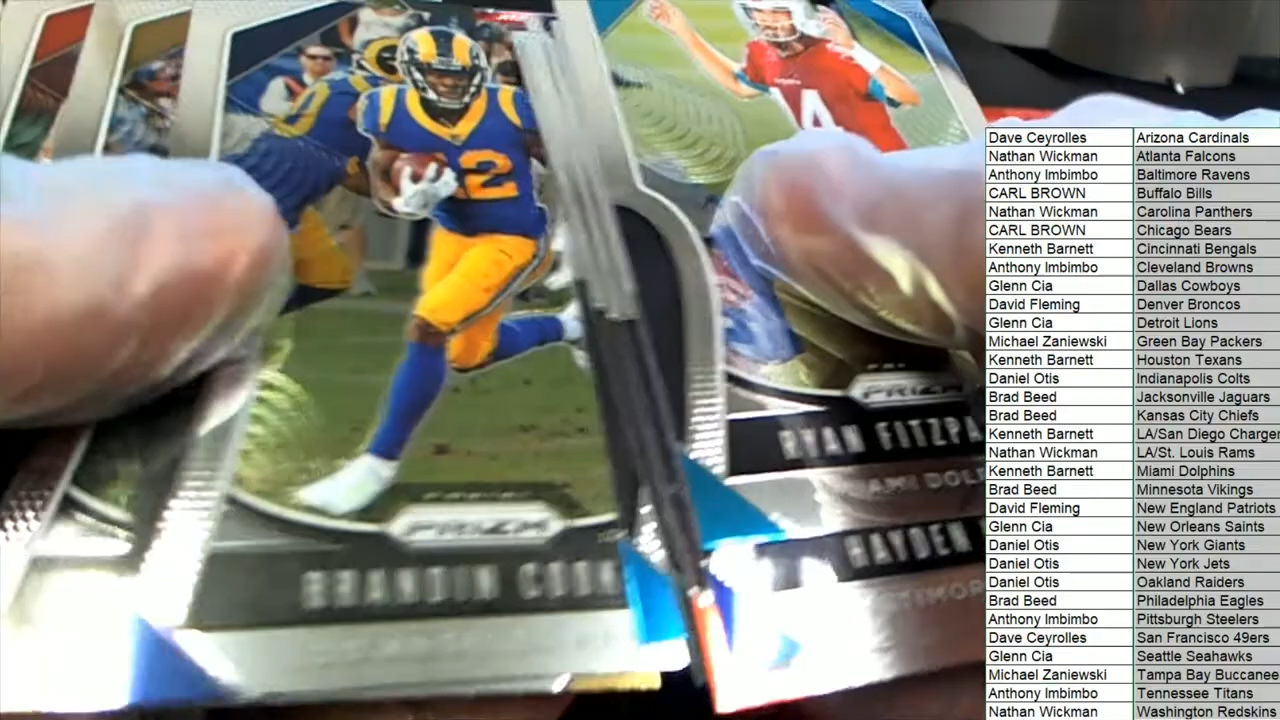 12
PRIZM
BRANDIN COOK
14
PRIZM
RYAN FITZPA
AMI DOL
HAYDEN
TIMOR
Dave Ceyrolles Arizona Cardinals
Nathan Wickman Atlanta Falcons
Anthony Imbimbo Baltimore Ravens
CARL BROWN Buffalo Bills
Nathan Wickman Carolina Panthers
CARL BROWN Chicago Bears
Kenneth Barnett Cincinnati Bengals
Anthony Imbimbo Cleveland Browns
Glenn Cia Dallas Cowboys
David Fleming Denver Broncos
Glenn Cia Detroit Lions
Michael Zaniewski Green Bay Packers
Kenneth Barnett Houston Texans
Daniel Otis Indianapolis Colts
Brad Beed Jacksonville Jaguars
Brad Beed Kansas City Chiefs
Kenneth Barnett LA/San Diego Charger
Nathan Wickman LA/St. Louis Rams
Kenneth Barnett Miami Dolphins
Brad Beed Minnesota Vikings
David Fleming New England Patriots
Glenn Cia New Orleans Saints
Daniel Otis New York Giants
Daniel Otis New York Jets
Daniel Otis Oakland Raiders
Brad Beed Philadelphia Eagles
Anthony Imbimbo Pittsburgh Steelers
Dave Ceyrolles San Francisco 49ers
Glenn Cia Seattle Seahawks
Michael Zaniewski Tampa Bay Buccanee
Anthony Imbimbo Tennessee Titans
Nathan Wickman Washington Redskins